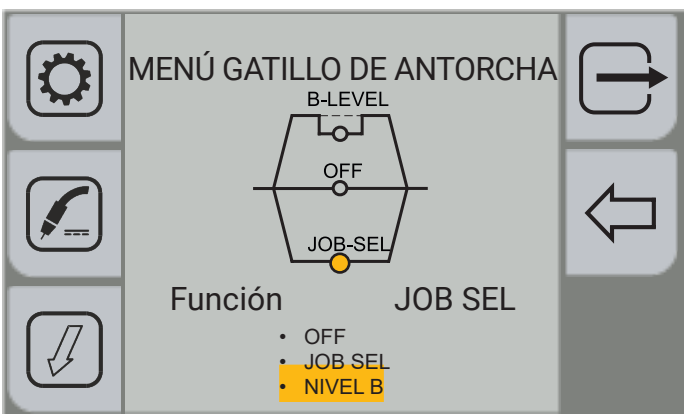 MENÚ GATILLO DE ANTORCHA
B-LEVEL
OFF
JOB-SEL
Función JOB SEL
• OFF
• JOB SEL
• NIVEL B